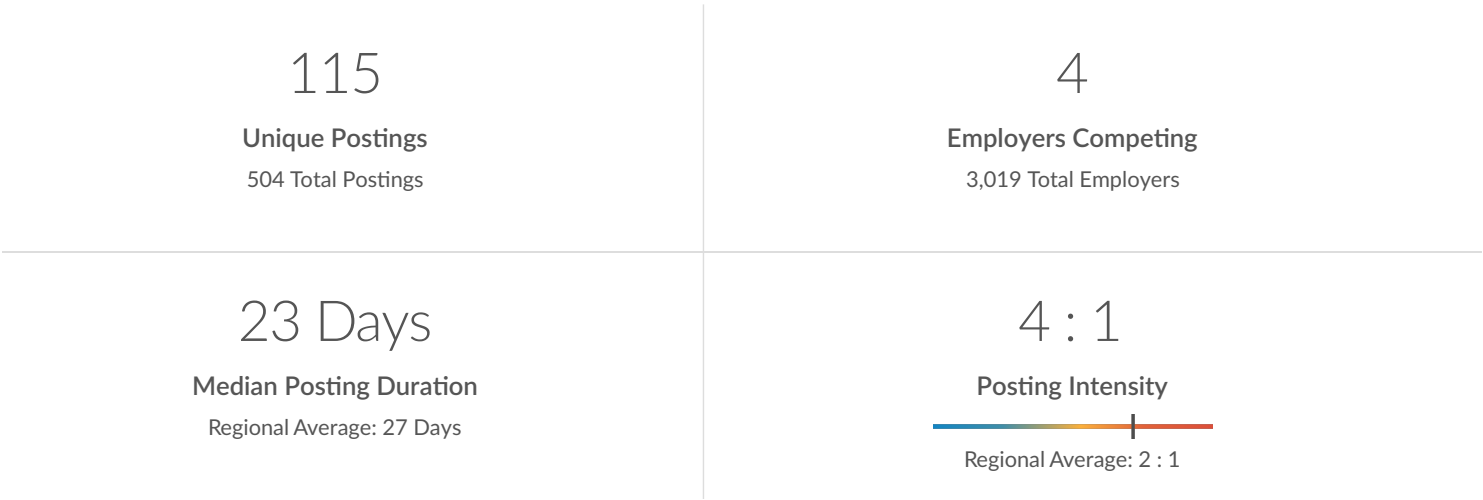 115
Unique Postings
504 Total Postings
4
Employers Competing
3,019 Total Employers
23 Days
Median Posting Duration
Regional Average: 27 Days
4 : 1
Posting Intensity
Regional Average: 2 : 1